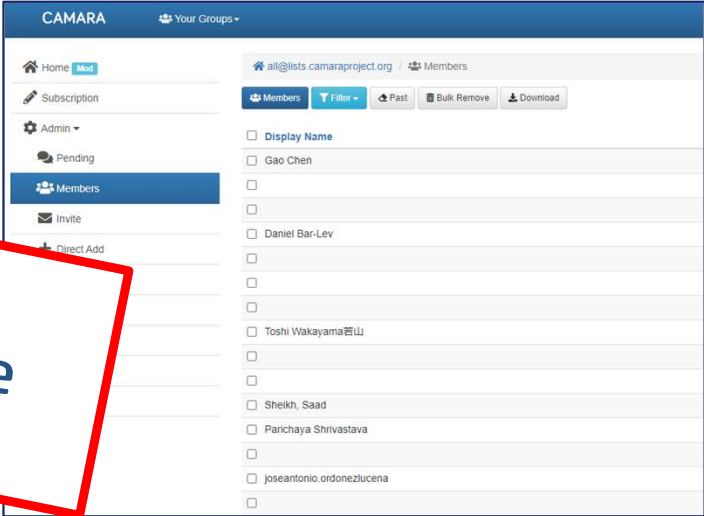 CAMARA Your Groups
Home Mod
Subscription
Admin
Pending
Members
Invite
Direct Add
all@lists.camaraproject.org / Members
Members Filter Past Bulk Remove Download
Display Name
Gao Chen
Daniel Bar-Lev
Toshi Wakayama若山
Sheikh, Saad
Parichaya Shrivastava
joseantonio.ordonezlucena